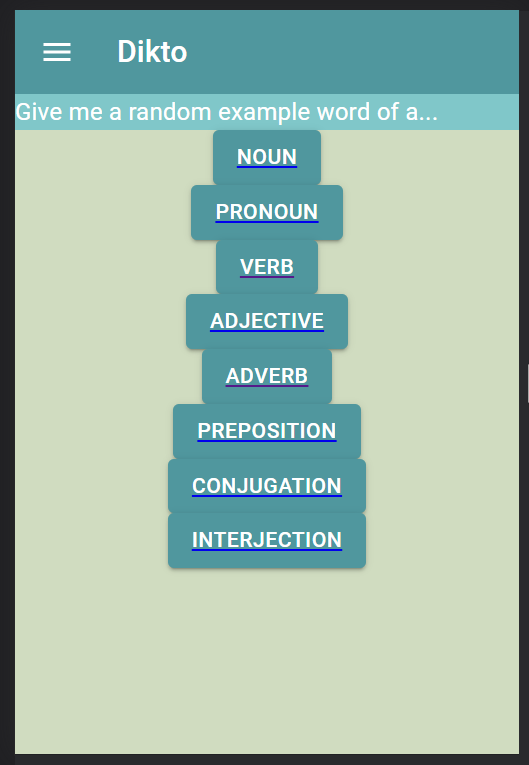 Dikto
Give me a random example word of a...
NOUN
PRONOUN
VERB
ADJECTIVE
ADVERB
PREPOSITION
CONJUGATION
INTERJECTION